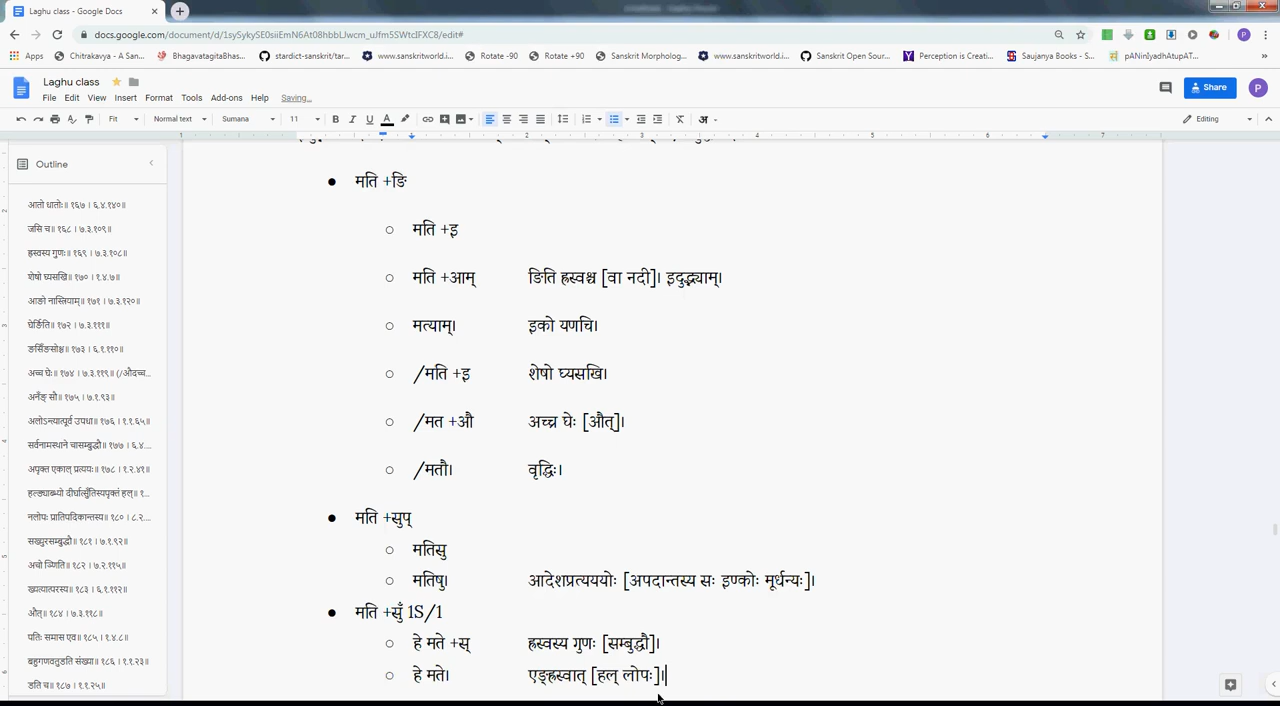 Laghu class - Google Docs
docs.google.com/document/d/1sySykySE0siiEmN6At08hbbLJwcm_uJfmSSWtcIFXC8/edit#
Apps Chitrakavya - A San... BhagavatagitaBhas... stardict-sanskrit/tar... www.sanskritworld.i... Rotate -90 Rotate +90 Sanskrit Morpholog... www.sanskritworld.i... Sanskrit Open Sour... Perception is Creati... Saujanya Books - S... pANinIyadhAtupAT...
Laghu class
File Edit View Insert Format Tools Add-ons Help Saving...
Share P
Fit Normal text Sumana 11 Editing
Outline
आतो धातोः॥ १६७ । ६.४.१४०॥
जसि च॥ १६८ । ७.३.१०९॥
ह्रस्वस्य गुणः॥ १६९ । ७.३.१०८॥
शेषो घ्यसखि॥ १७० । १.४.७॥
आङो नास्त्रियाम्॥ १७१ । ७.३.१२०॥
घेर्ङिति॥ १७२ । ७.३.१११॥
ङसिँङसोश्च॥ १७३ । ६.१.११०॥
अच्च घेः॥ १७४ । ७.३.११९॥ (/औदच्च...
अनँङ् सौ॥ १७५ । ७.१.९३॥
अलोऽन्त्यात्पूर्व उपधा॥ १७६ । १.१.६५॥
सर्वनामस्थाने चासम्बुद्धौ॥ १७७ । ६.४....
अपृक्त एकाल् प्रत्ययः॥ १७८ । १.२.४१॥
हल्ङ्याब्भ्यो दीर्घात्सुँतिस्यपृक्तं हल्॥ १...
नलोपः प्रातिपदिकान्तस्य॥ १८० । ८.२....
सख्युरसम्बुद्धौ॥ १८१ । ७.१.९२॥
अचो ञ्णिति॥ १८२ । ७.२.११५॥
ख्यत्यात्परस्य॥ १८३ । ६.१.११२॥
औत्॥ १८४ । ७.३.११८॥
पतिः समास एव॥ १८५ । १.४.८॥
बहुगणवतुडति संख्या॥ १८६ । १.१.२३॥
डति च॥ १८७ । १.१.२५॥
मति +ङि
मति +इ
मति +आम् ङिति ह्रस्वश्च [वा नदी]। इदुद्भ्याम्।
मत्याम्। इको यणचि।
/मति +इ शेषो घ्यसखि।
/मत +औ अच्च घेः [औत्]।
/मतौ। वृद्धिः।
मति +सुप्
मतिसु
मतिषु। आदेशप्रत्यययोः [अपदान्तस्य सः इण्कोः मूर्धन्यः]।
मति +सुँ 1S/1
हे मते +स् ह्रस्वस्य गुणः [सम्बुद्धौ]।
हे मते। एङ्ह्रस्वात् [हल् लोपः]।